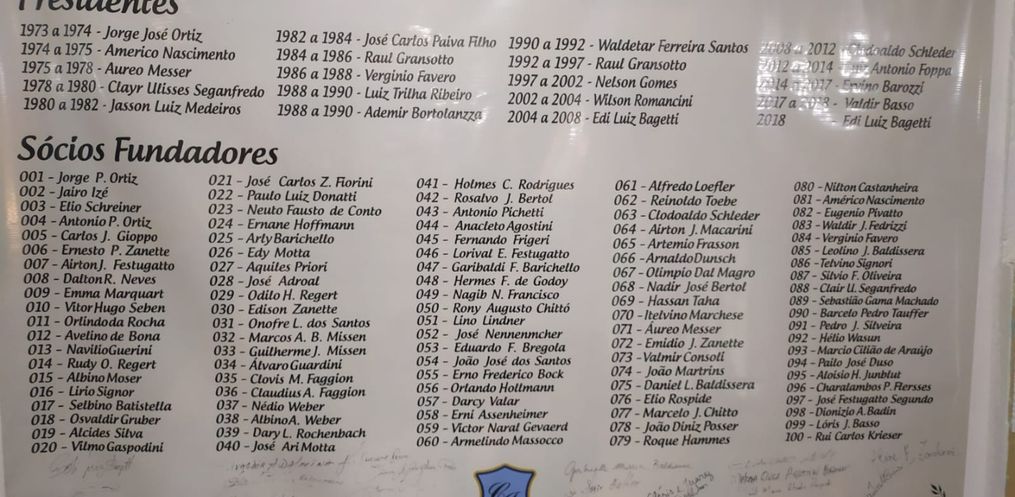 Presidentes
1973 a 1974 - Jorge José Ortiz
1974 a 1975 - Americo Nascimento
1975 a 1978 - Aureo Messer
1978 a 1980 - Clayr Ulisses Seganfredo
1980 a 1982 - Jasson Luiz Medeiros
1982 a 1984 - José Carlos Paiva Filho
1984 a 1986 - Raul Gransotto
1986 a 1988 - Verginio Favero
1988 a 1990 - Luiz Trilha Ribeiro
1988 a 1990 - Ademir Bortolanzza
1990 a 1992 - Waldetar Ferreira Santos
1992 a 1997 - Raul Gransotto
1997 a 2002 - Nelson Gomes
2002 a 2004 - Wilson Romancini
2004 a 2008 - Edi Luiz Bagetti
2008 a 2012 - Clodoaldo Schleder
2012 a 2014 - Luiz Antonio Foppa
2014 a 2017 - Ervino Barozzi
2017 a 2018 - Valdir Basso
2018 Edi Luiz Bagetti
Sócios Fundadores
001 - Jorge P. Ortiz
002 - Jairo Izé
003 - Elio Schreiner
004 - Antonio P. Ortiz
005 - Carlos J. Gioppo
006 - Ernesto P. Zanette
007 - Airton J. Festugatto
008 - Dalton R. Neves
009 - Emma Marquart
010 - Vitor Hugo Seben
011 - Orlindo da Rocha
012 - Avelino de Bona
013 - Navilio Guerini
014 - Rudy O. Regert
015 - Albino Moser
016 - Lirio Signor
017 - Selbino Batistella
018 - Osvaldir Gruber
019 - Alcides Silva
020 - Vilmo Gaspodini
021 - José Carlos Z. Fiorini
022 - Paulo Luiz Donatti
023 - Neuto Fausto de Conto
024 - Ernane Hoffmann
025 - Arly Barichello
026 - Edy Motta
027 - Aquiles Priori
028 - José Adroal
029 - Odilo H. Regert
030 - Edison Zanette
031 - Onofre L. dos Santos
032 - Marcos A. B. Missen
033 - Guilherme J. Missen
034 - Álvaro Guardini
035 - Clovis M. Faggion
036 - Claudius A. Faggion
037 - Nédio Weber
038 - Albino A. Weber
039 - Dary L. Rochenbach
040 - José Ari Motta
041 - Holmes C. Rodrigues
042 - Rosalvo J. Bertol
043 - Antonio Pichetti
044 - Anacleto Agostini
045 - Fernando Frigeri
046 - Lorival E. Festugatto
047 - Garibaldi F. Barichello
048 - Hermes F. de Godoy
049 - Nagib N. Francisco
050 - Rony Augusto Chittó
051 - Lino Lindner
052 - José Nennenmcher
053 - Eduardo F. Bregola
054 - João José dos Santos
055 - Erno Frederico Bock
056 - Orlando Holtmann
057 - Darcy Valar
058 - Erni Assenheimer
059 - Victor Naral Gevaerd
060 - Armelindo Massocco
061 - Alfredo Loefler
062 - Reinoldo Toebe
063 - Clodoaldo Schleder
064 - Airton J. Macarini
065 - Artemio Frasson
066 - Arnaldo Dunsch
067 - Olimpio Dal Magro
068 - Nadir José Bertol
069 - Hassan Taha
070 - Itelvino Marchese
071 - Áureo Messer
072 - Emidio J. Zanette
073 - Valmir Consoli
074 - João Martrins
075 - Daniel L. Baldissera
076 - Elio Rospide
077 - Marcelo J. Chitto
078 - João Diniz Posser
079 - Roque Hammes
080 - Nilton Castanheira
081 - Américo Nascimento
082 - Eugenio Pivatto
083 - Waldir J. Fedrizzi
084 - Verginio Favero
085 - Leolino J. Baldissera
086 - Telvino Signori
087 - Silvio F. Oliveira
088 - Clair U. Seganfredo
089 - Sebastião Gama Machado
090 - Barcelo Pedro Tauffer
091 - Pedro J. Silveira
092 - Hélio Wasun
093 - Marcio Cilião de Araújo
094 - Pailo José Duso
095 - Aloisio H. Junblut
096 - Charalambos P. Flersses
097 - José Festugatto Segundo
098 - Dionizio A. Badin
099 - Lóris J. Basso
100 - Rui Carlos Krieser